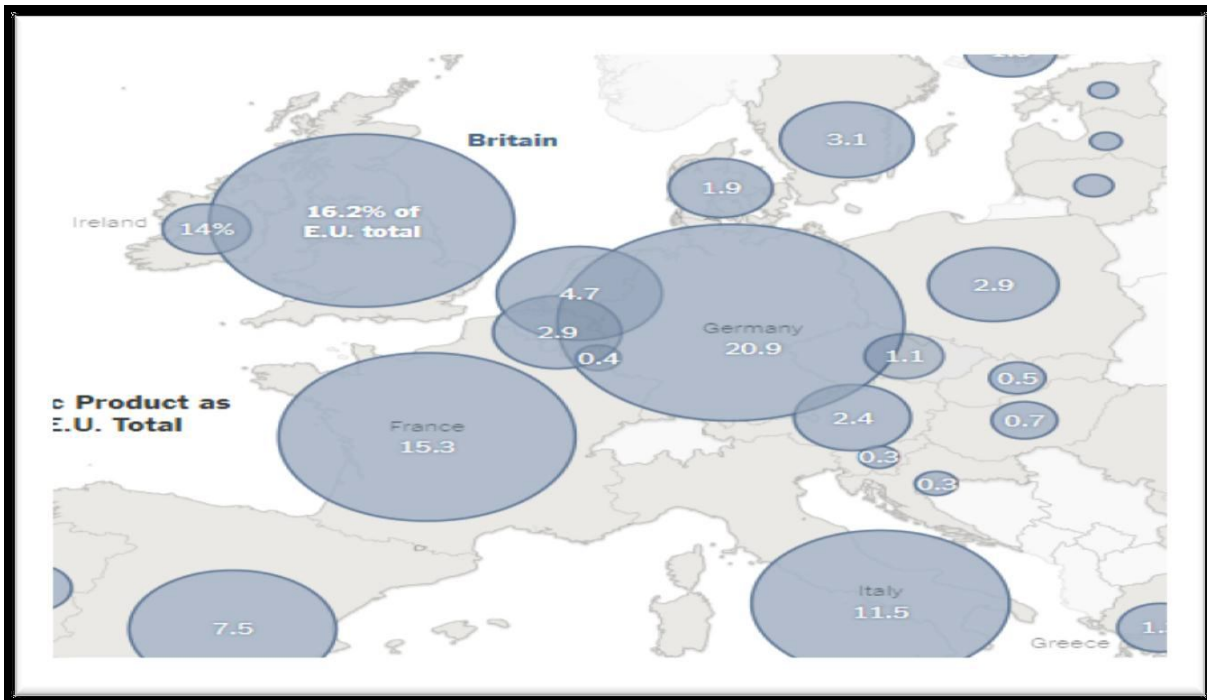 Britain
3.1
1.9
16.2% of
E.U. total
Ireland
14%
4.7
2.9
Germany
20.9
2.9
0.4
1.1
0.5
c Product as
E.U. Total
France
15.3
2.4
0.7
0.3
0.3
Italy
11.5
7.5
Greece